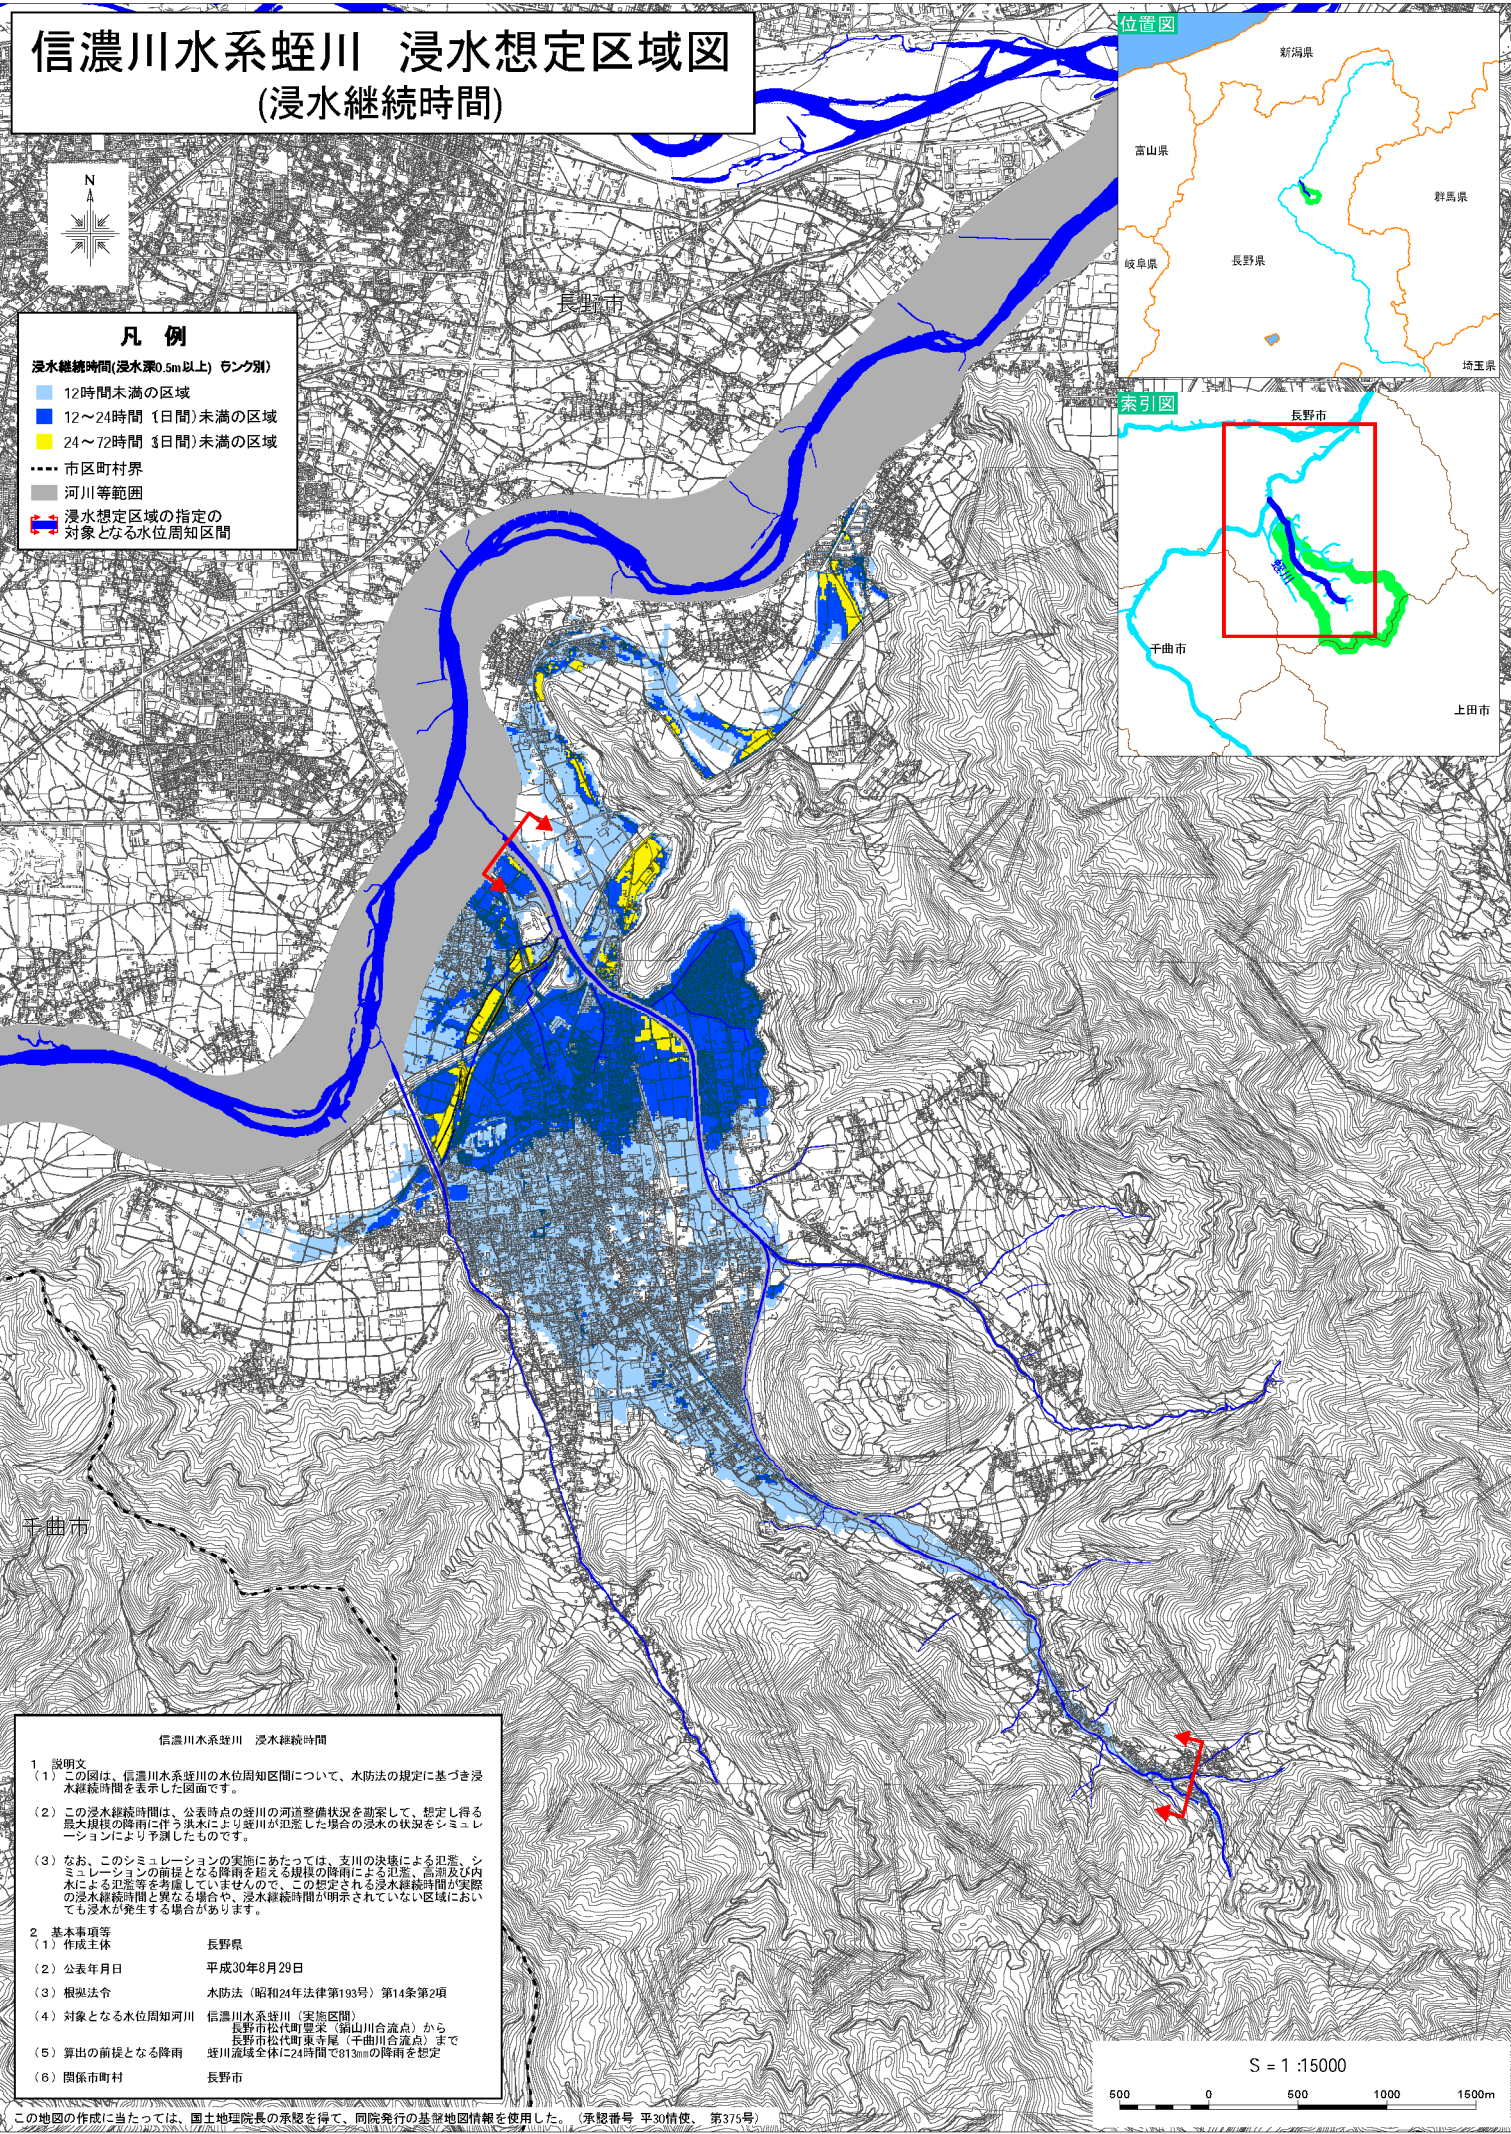 信濃川水系蛭川　浸水想定区域図
(浸水継続時間)
N
凡　例
浸水継続時間(浸水深0.5m以上) ランク別)
12時間未満の区域
12～24時間 (1日間)未満の区域
24～72時間 (3日間)未満の区域
市区町村界
河川等範囲
浸水想定区域の指定の
対象となる水位周知区間
長野市
千曲市
位置図
新潟県
富山県
群馬県
岐阜県
長野県
埼玉県
索引図
長野市
蛭川
千曲市
上田市
信濃川水系蛭川　浸水継続時間
1　説明文
(1) この図は、信濃川水系蛭川の水位周知区間について、水防法の規定に基づき浸
水継続時間を表示した図面です。
(2) この浸水継続時間は、公表時点の蛭川の河道整備状況を勘案して、想定し得る
最大規模の降雨に伴う洪水により蛭川が氾濫した場合の浸水の状況をシミュレ
ーションにより予測したものです。
(3) なお、このシミュレーションの実施にあたっては、支川の決壊による氾濫、シ
ミュレーションの前提となる降雨を超える規模の降雨による氾濫、高潮及び内
水による氾濫等を考慮していませんので、この想定される浸水継続時間が実際
の浸水継続時間と異なる場合や、浸水継続時間が明示されていない区域におい
ても浸水が発生する場合があります。
2　基本事項等
(1) 作成主体　長野県
(2) 公表年月日　平成30年8月29日
(3) 根拠法令　水防法（昭和24年法律第193号）第14条第2項
(4) 対象となる水位周知河川　信濃川水系蛭川（実施区間）
長野市松代町豊栄（𨫤山川合流点）から
長野市松代町東寺尾（千曲川合流点）まで
(5) 算出の前提となる降雨　蛭川流域全体に24時間で813mmの降雨を想定
(6) 関係市町村　長野市
この地図の作成に当たっては、国土地理院長の承認を得て、同院発行の基盤地図情報を使用した。（承認番号 平30情使、 第375号）
S = 1 :15000
500 0 500 1000 1500m